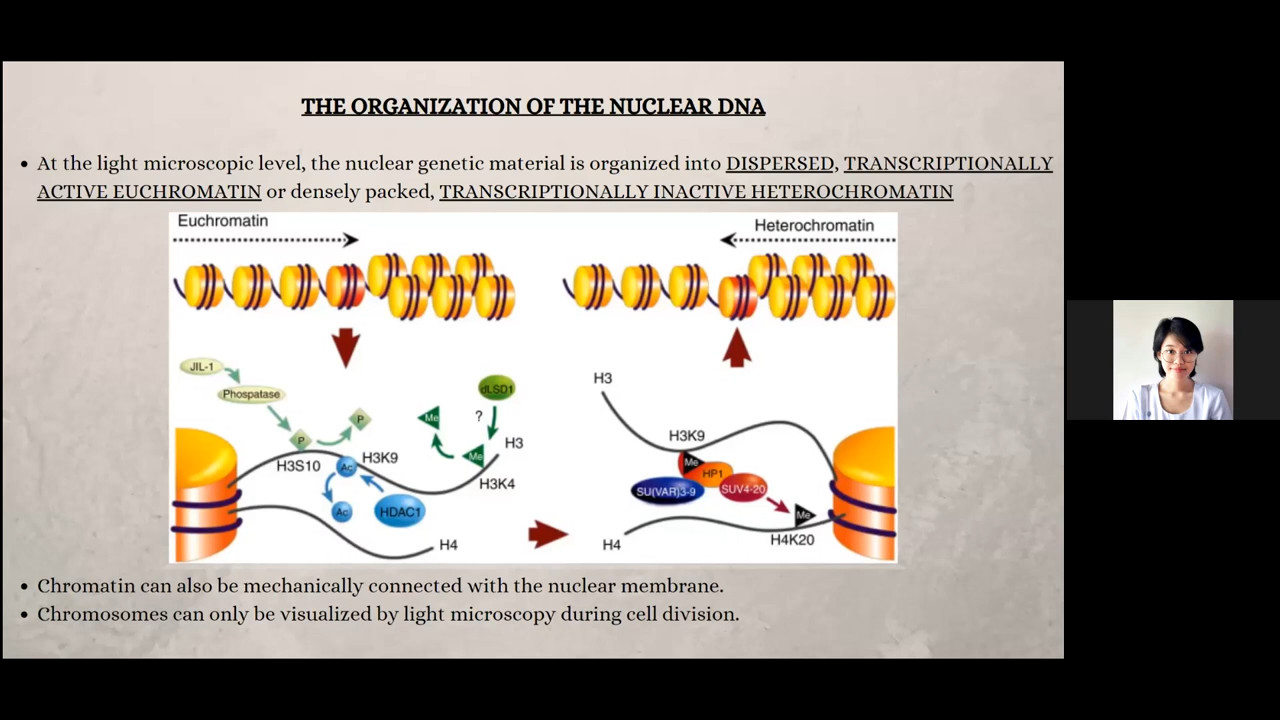 THE ORGANIZATION OF THE NUCLEAR DNA
• At the light microscopic level, the nuclear genetic material is organized into DISPERSED, TRANSCRIPTIONALLY
ACTIVE EUCHROMATIN or densely packed, TRANSCRIPTIONALLY INACTIVE HETEROCHROMATIN
Euchromatin
Heterochromatin
JIL-1
Phospatase
P
P
H3S10
Ac
H3K9
Ac
HDAC1
Me
dLSD1
?
Me
H3
H3K4
H4
H3
H3K9
Me
HP1
SU(VAR)3-9
SUV4-20
Me
H4K20
H4
• Chromatin can also be mechanically connected with the nuclear membrane.
• Chromosomes can only be visualized by light microscopy during cell division.